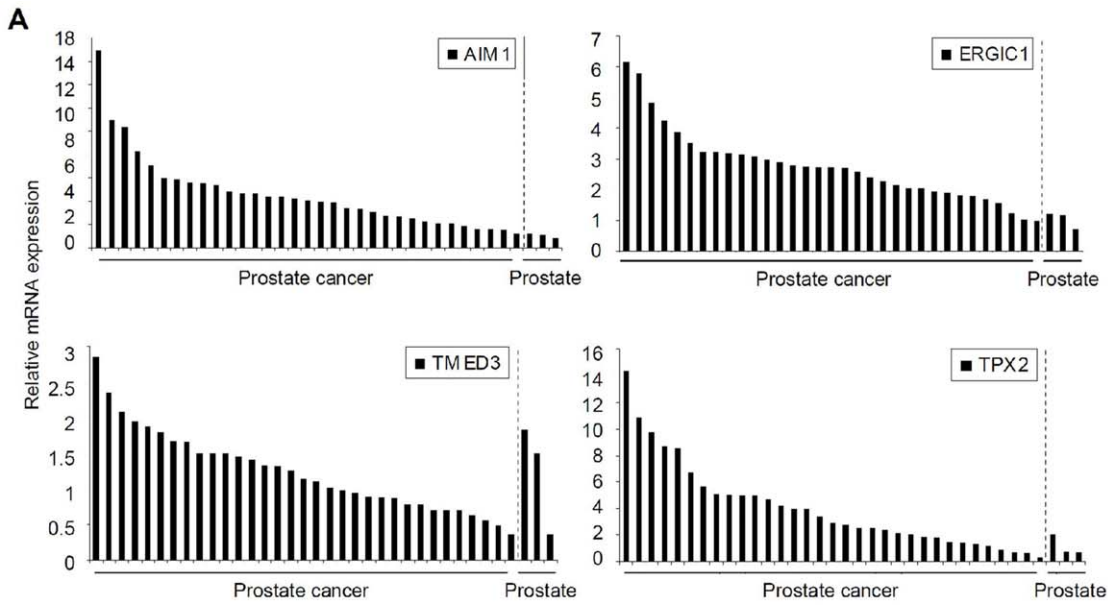 A
Relative mRNA expression
18
14
12
10
8
6
4
2
0
AIM1
Prostate cancer
Prostate
7
6
5
4
3
2
1
0
ERGIC1
Prostate cancer
Prostate
3
2.5
2
1.5
1
0.5
0
TMED3
Prostate cancer
Prostate
16
14
12
10
8
6
4
2
0
TPX2
Prostate cancer
Prostate